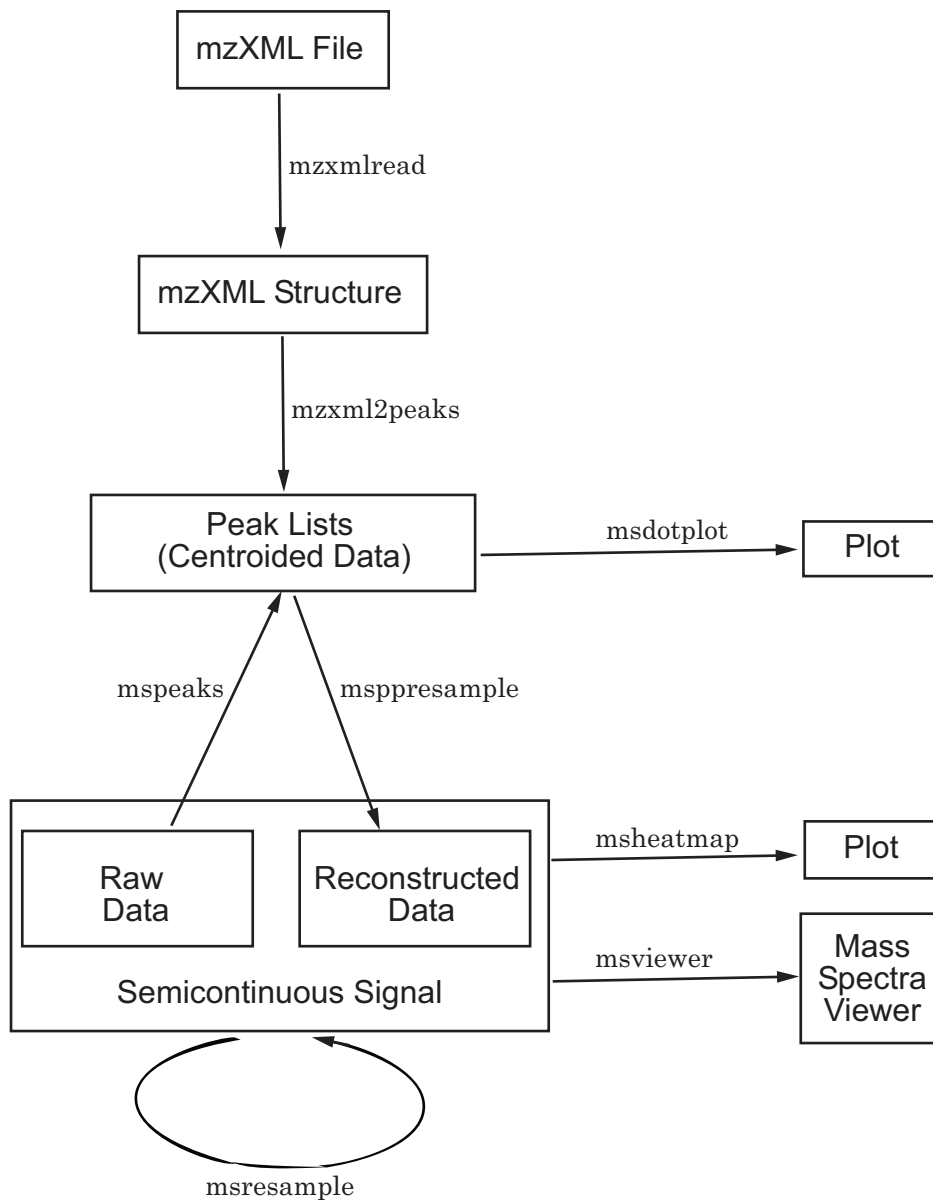 mzXML File
mzxmlread
mzXML Structure
mzxml2peaks
Peak Lists
(Centroided Data)
msdotplot
Plot
mspeaks
msppresample
Raw
Data
Reconstructed
Data
Semicontinuous Signal
msheatmap
Plot
msviewer
Mass
Spectra
Viewer
msresample